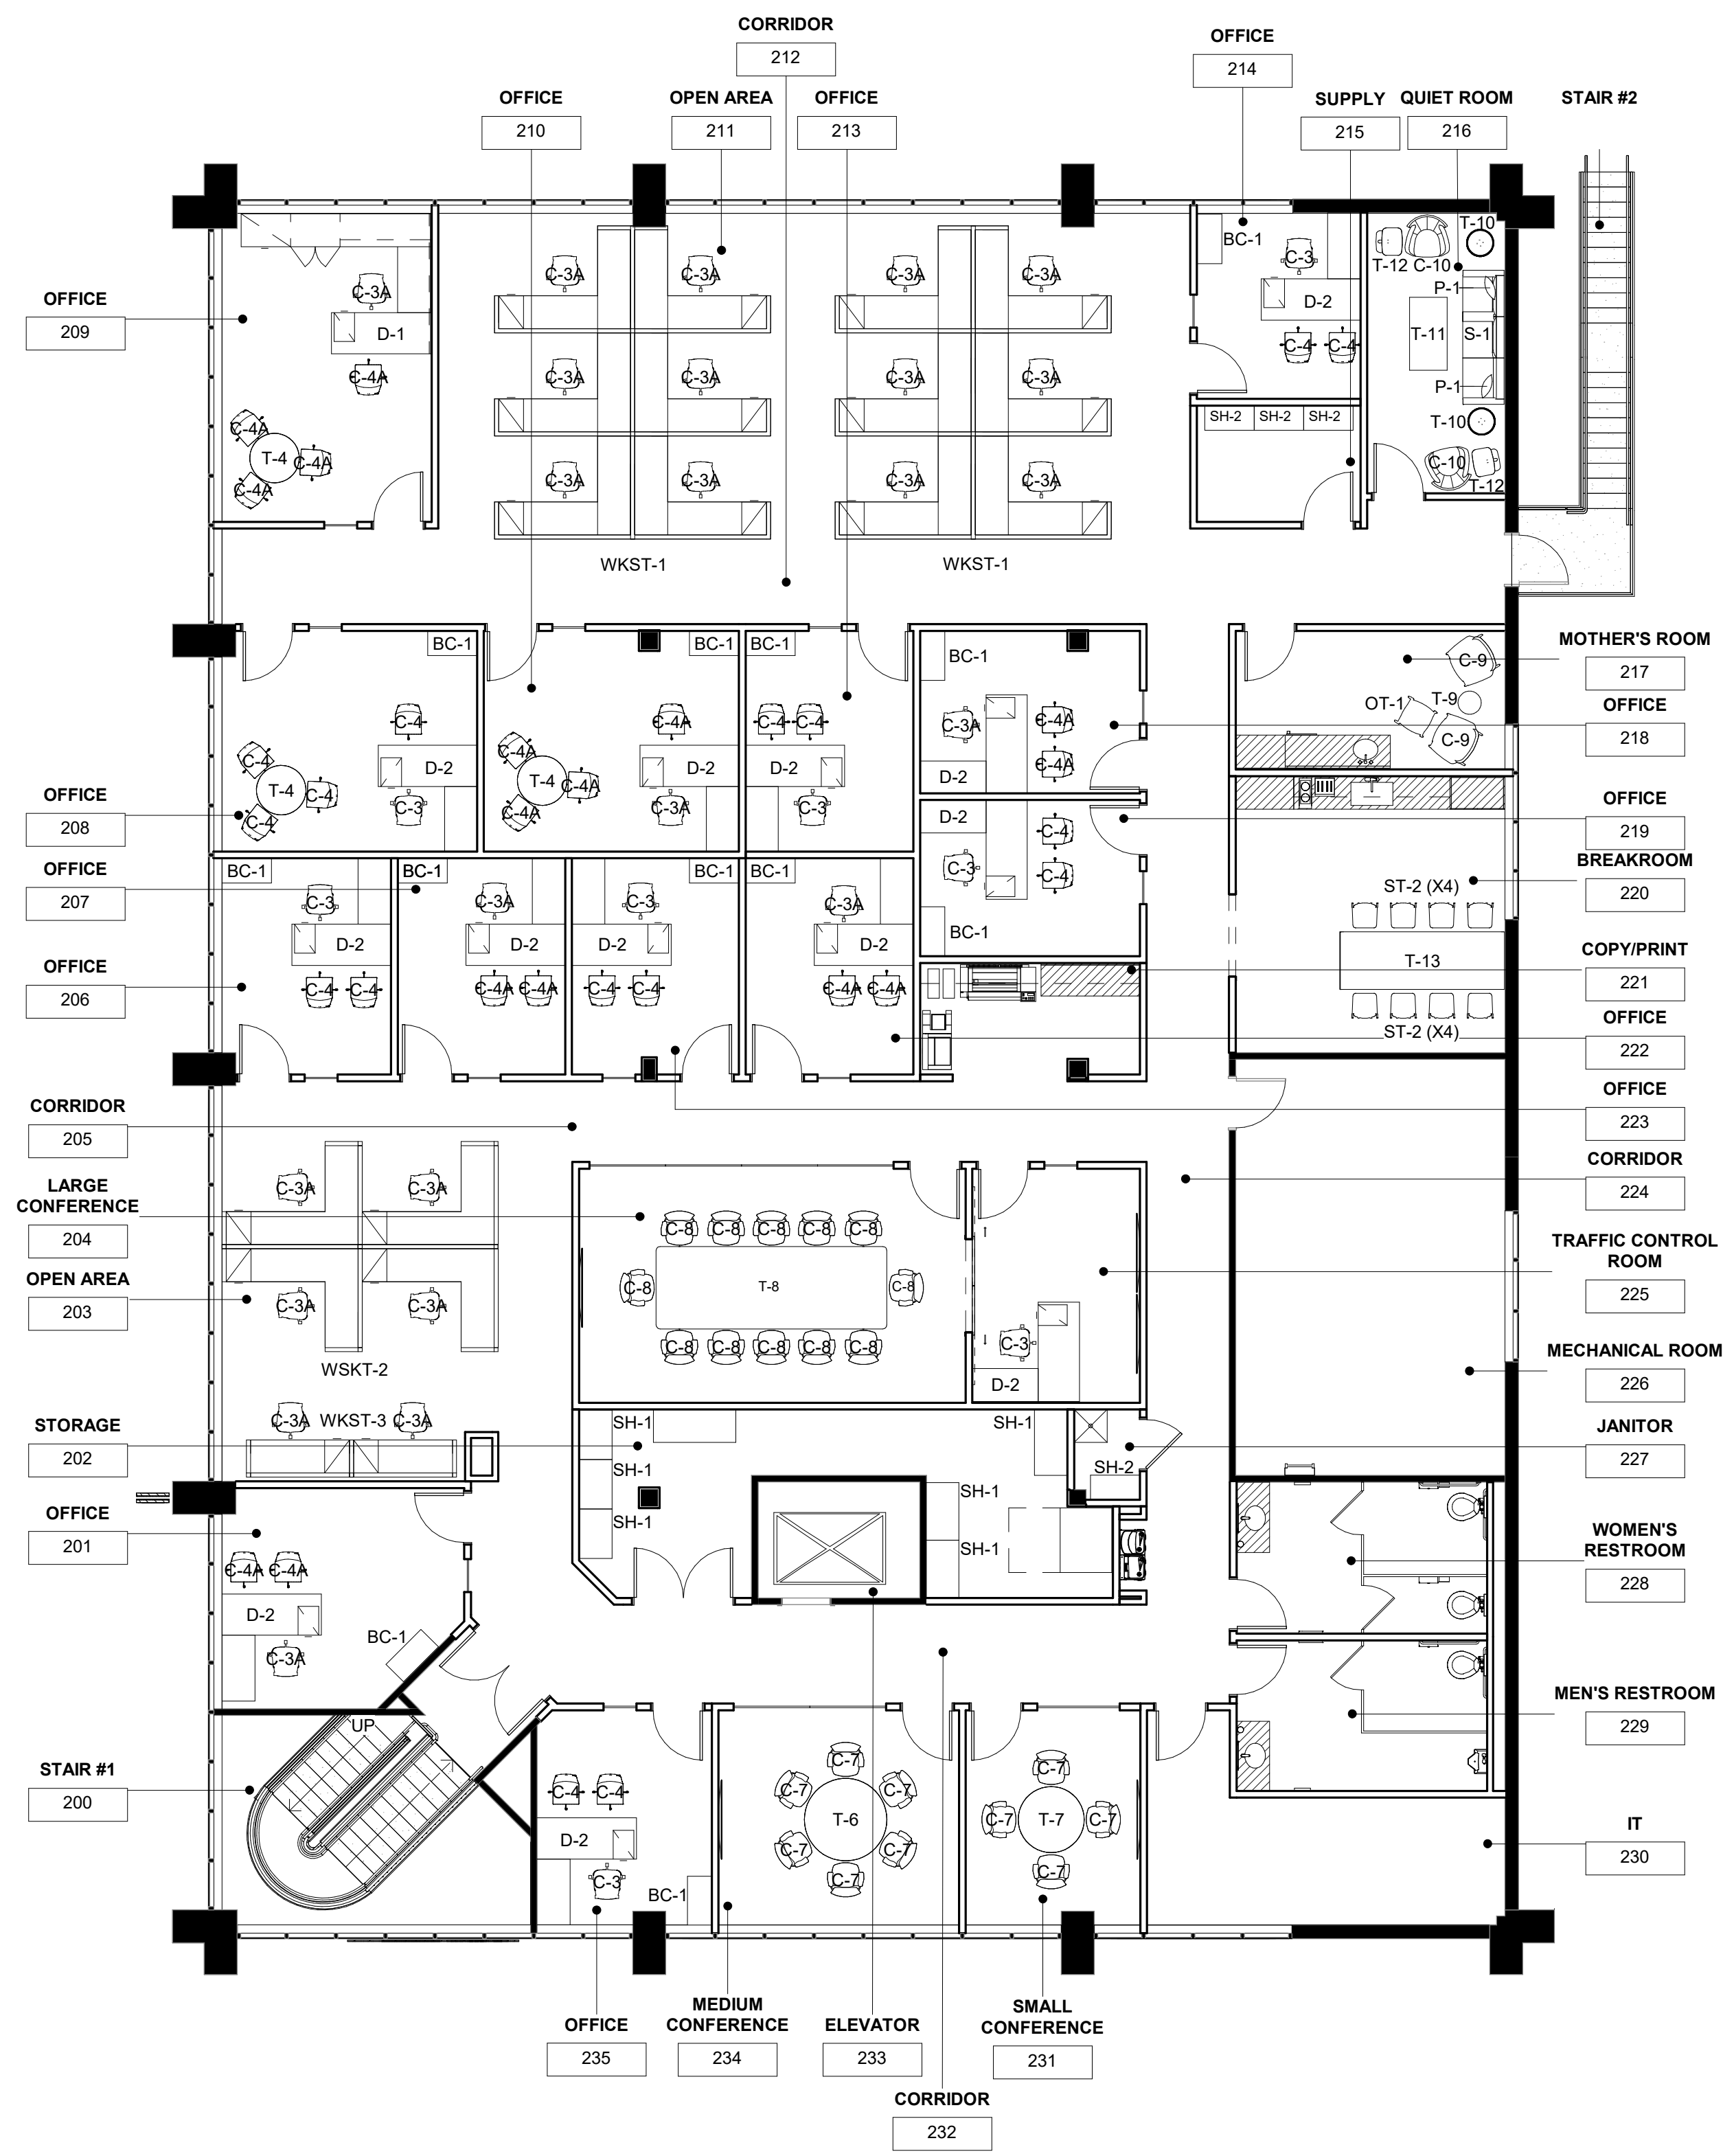 CORRIDOR
212
OFFICE
214
OFFICE
210
OPEN AREA
211
OFFICE
213
SUPPLY
215
QUIET ROOM
216
STAIR #2
OFFICE
209
C-3A
D-1
C-4A
C-4A
T-4
C-4A
C-4A
C-3A
C-3A
C-3A
C-3A
C-3A
C-3A
C-3A
C-3A
C-3A
C-3A
C-3A
C-3A
WKST-1
WKST-1
BC-1
C-3
D-2
C-4
C-4
SH-2
SH-2
SH-2
T-10
T-12
C-10
P-1
T-11
S-1
P-1
T-10
C-10
T-12
BC-1
C-4
C-4
T-4
C-4
C-4
D-2
C-3
BC-1
C-4A
C-4A
T-4
C-4A
C-4A
D-2
C-3A
BC-1
C-4
C-4
D-2
C-3
BC-1
C-3A
C-4A
C-4A
D-2
D-2
C-4
C-3
C-4
BC-1
C-9
OT-1
T-9
C-9
MOTHER'S ROOM
217
OFFICE
218
OFFICE
219
BREAKROOM
220
ST-2 (X4)
T-13
ST-2 (X4)
COPY/PRINT
221
OFFICE
222
OFFICE
223
CORRIDOR
224
OFFICE
208
OFFICE
207
OFFICE
206
BC-1
C-3
D-2
C-4
C-4
BC-1
C-3A
D-2
C-4A
C-4A
BC-1
C-3
D-2
C-4
C-4
BC-1
C-3A
D-2
C-4A
C-4A
CORRIDOR
205
LARGE
CONFERENCE
204
OPEN AREA
203
C-3A
C-3A
C-3A
C-3A
WSKT-2
C-3A
WKST-3
C-3A
C-8
C-8
C-8
C-8
C-8
C-8
T-8
C-8
C-8
C-8
C-8
C-8
C-8
C-3
D-2
TRAFFIC CONTROL
ROOM
225
MECHANICAL ROOM
226
JANITOR
227
WOMEN'S
RESTROOM
228
MEN'S RESTROOM
229
IT
230
STORAGE
202
SH-1
SH-1
SH-1
SH-1
SH-1
SH-1
SH-2
OFFICE
201
C-4A
C-4A
D-2
C-3A
BC-1
UP
STAIR #1
200
C-4
C-4
D-2
C-3
BC-1
C-7
C-7
C-7
T-6
C-7
C-7
C-7
C-7
C-7
T-7
C-7
C-7
OFFICE
235
MEDIUM
CONFERENCE
234
ELEVATOR
233
SMALL
CONFERENCE
231
CORRIDOR
232